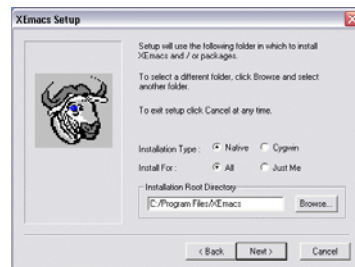 XEmacs Setup
Setup will use the following folder in which to install
XEmacs and / or packages.
To select a different folder, click Browse and select
another folder.
To exit setup click Cancel at any time.
Installation Type : Native Cygwin
Install For : All Just Me
Installation Root Directory
C:/Program Files/XEmacs Browse...
< Back Next > Cancel